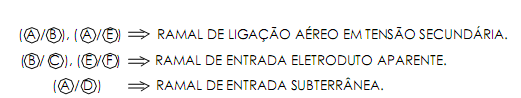 (Ⓐ/Ⓑ), (Ⓐ/Ⓔ) ⇒ RAMAL DE LIGAÇÃO AÉREO EM TENSÃO SECUNDÁRIA.
(Ⓑ/Ⓒ), (Ⓔ/Ⓕ) ⇒ RAMAL DE ENTRADA ELETRODUTO APARENTE.
(Ⓐ/Ⓓ) ⇒ RAMAL DE ENTRADA SUBTERRÂNEA.